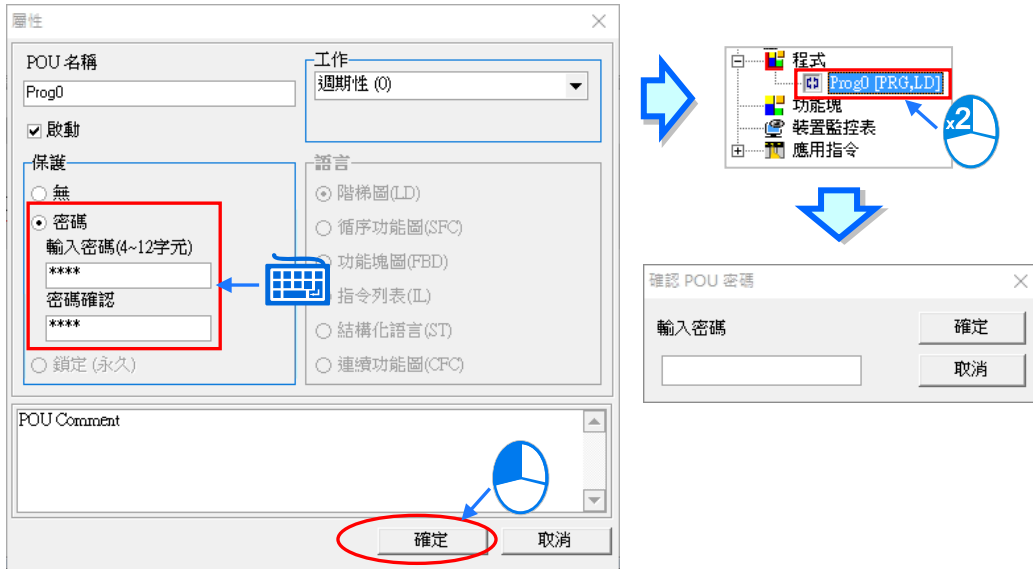 屬性
POU 名稱
Prog0
啟動
保護
無
密碼
輸入密碼(4~12字元)
****
密碼確認
****
鎖定 (永久)
工作
週期性 (0)
語言
階梯圖(LD)
循序功能圖(SFC)
功能塊圖(FBD)
指令列表(IL)
結構化語言(ST)
連續功能圖(CFC)
POU Comment
確定
取消
程式
Prog0 [PRG,LD]
功能塊
裝置監控表
應用指令
x2
確認 POU 密碼
輸入密碼
確定
取消